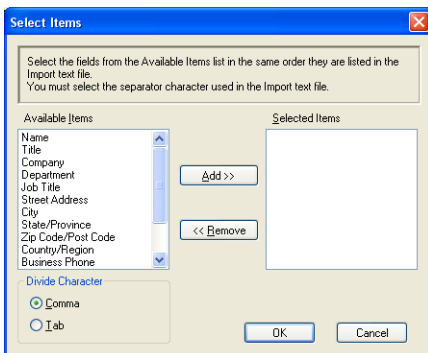 Select Items
Select the fields from the Available Items list in the same order they are listed in the
Import text file.
You must select the separator character used in the Import text file.
Available Items
Selected Items
Name
Title
Company
Department
Job Title
Street Address
City
State/Province
Zip Code/Post Code
Country/Region
Business Phone
Add >>
<< Remove
Divide Character
Comma
Tab
OK
Cancel